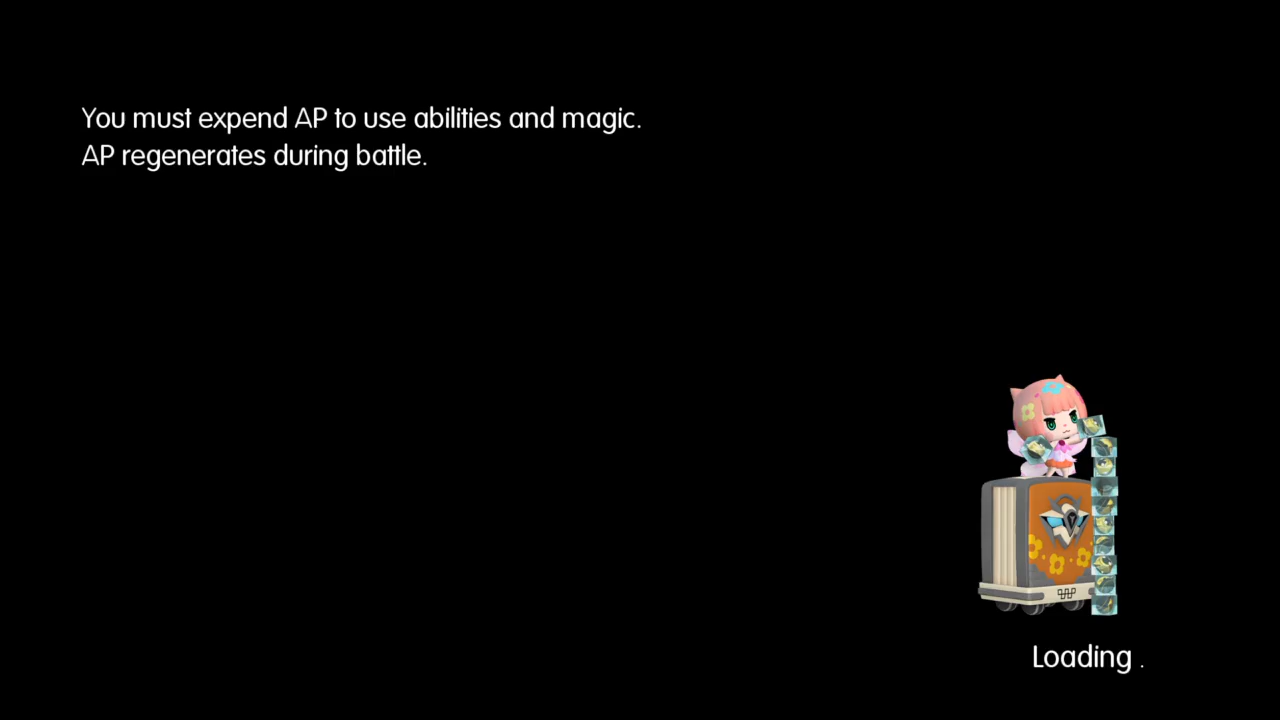 You must expend AP to use abilities and magic.
AP regenerates during battle.
Loading .